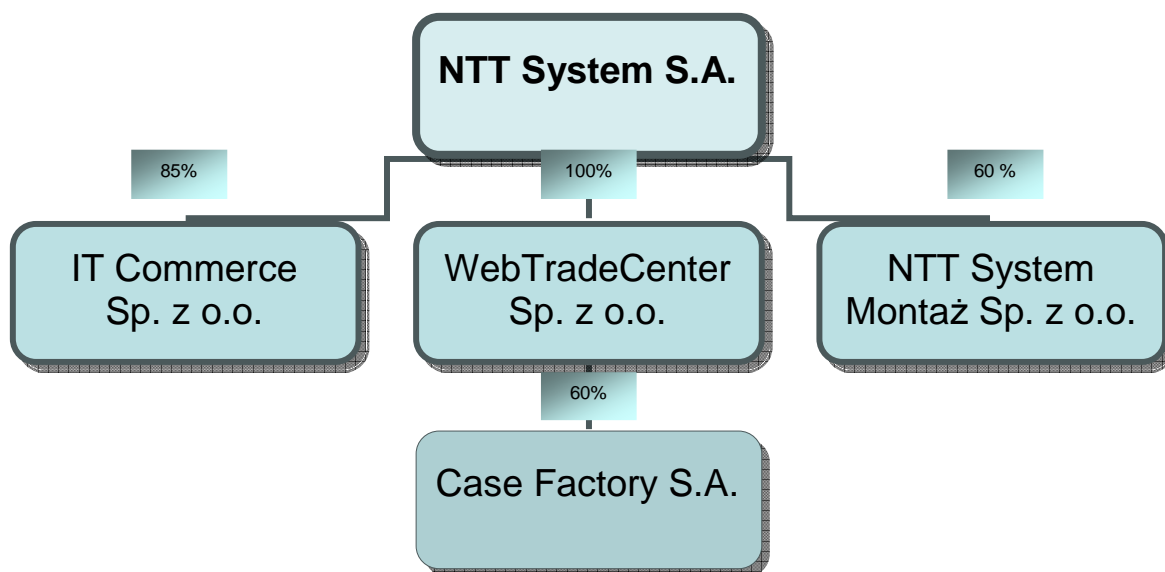 NTT System S.A.
85%
100%
60 %
IT Commerce
Sp. z o.o.
WebTradeCenter
Sp. z o.o.
NTT System
Montaż Sp. z o.o.
60%
Case Factory S.A.